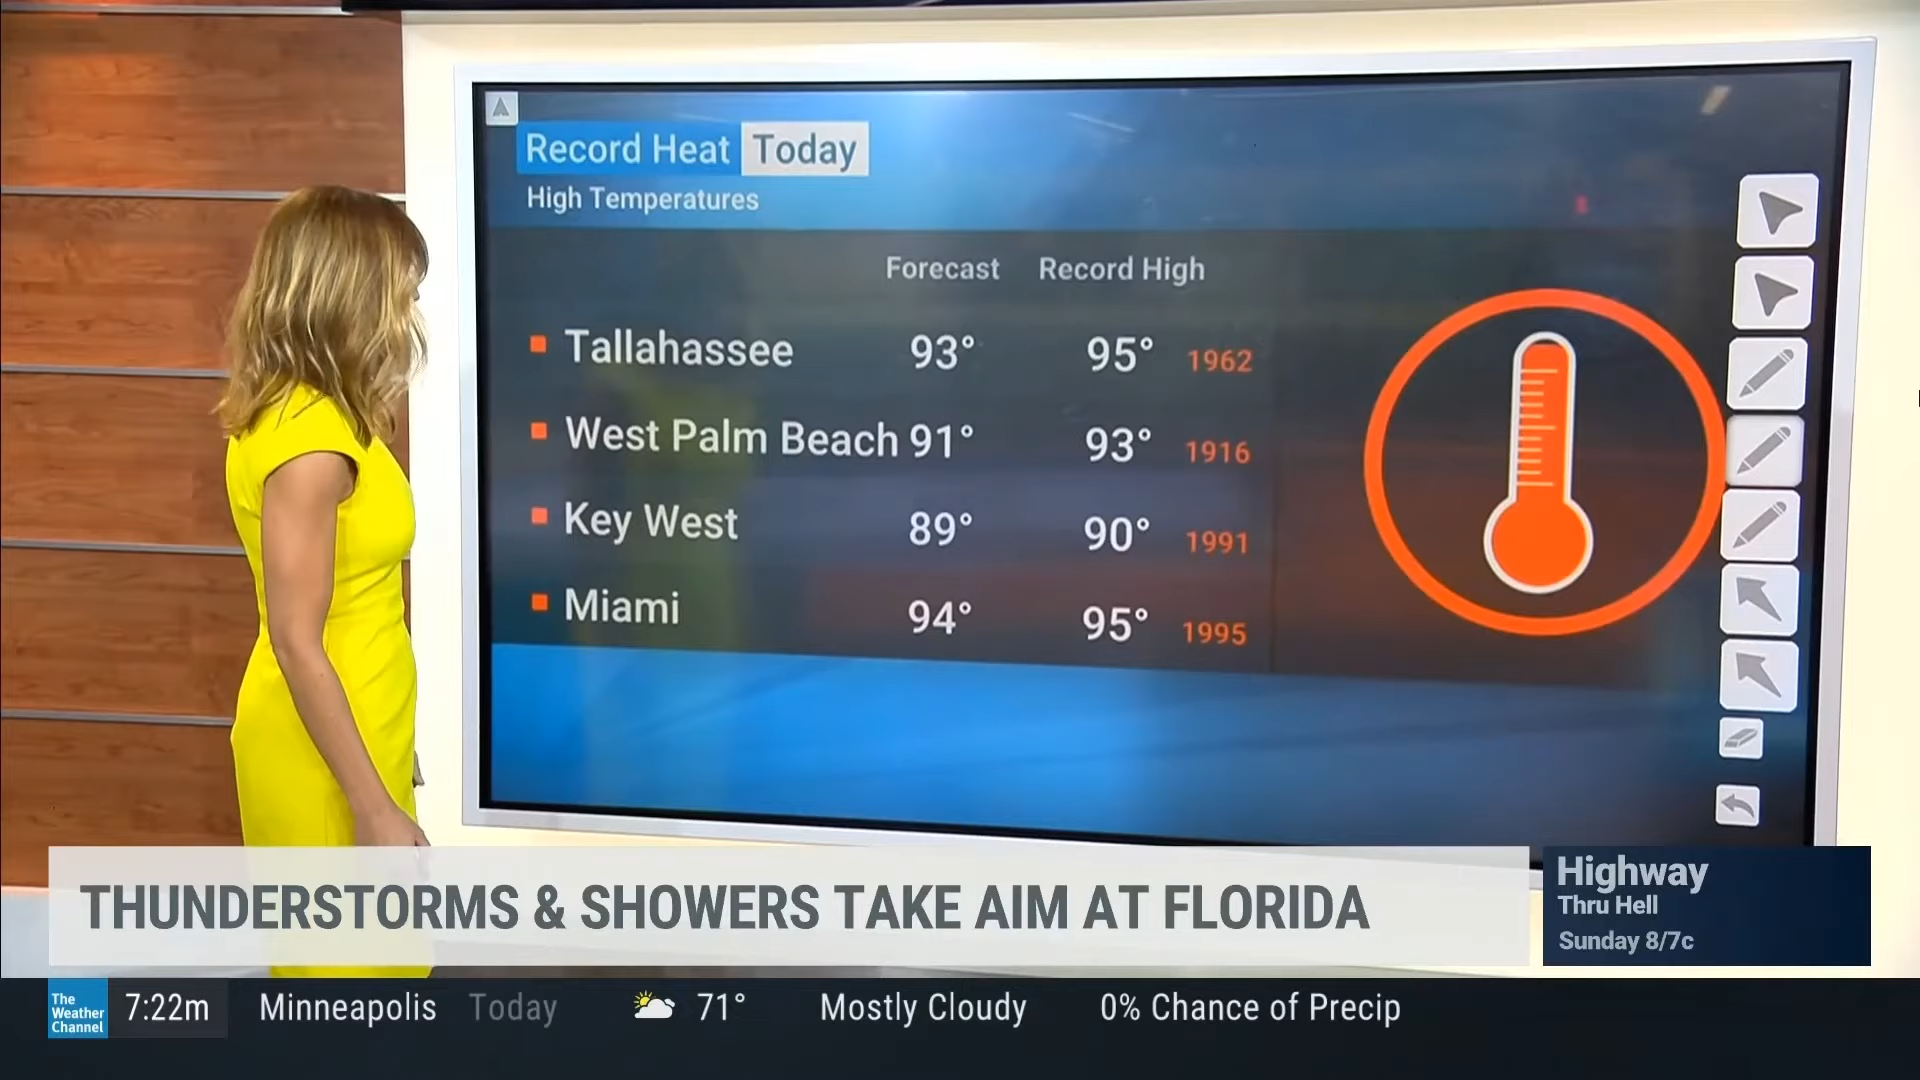 Record Heat Today
High Temperatures
Forecast Record High
Tallahassee 93° 95° 1962
West Palm Beach 91° 93° 1916
Key West 89° 90° 1991
Miami 94° 95° 1995
THUNDERSTORMS & SHOWERS TAKE AIM AT FLORIDA
Highway
Thru Hell
Sunday 8/7c
The
Weather
Channel
7:22m Minneapolis Today 71° Mostly Cloudy 0% Chance of Precip